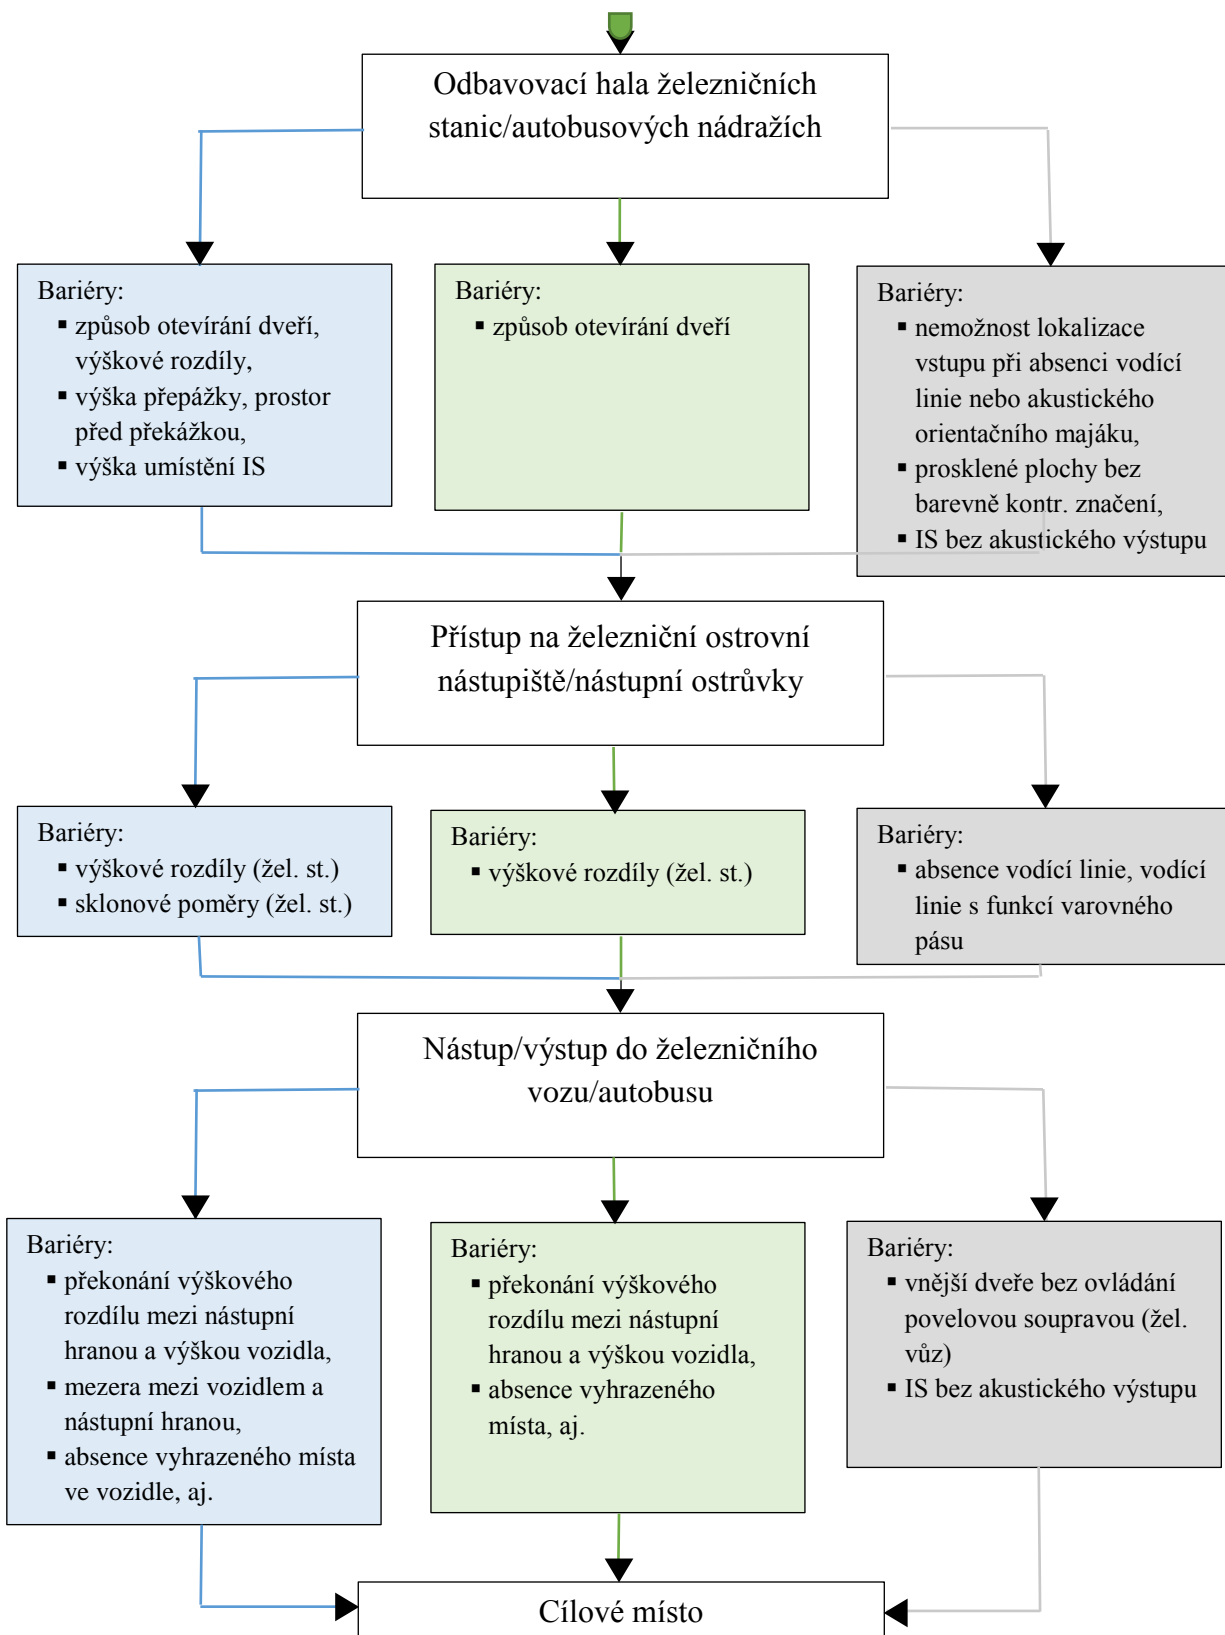 Odbavovací hala železničních
stanic/autobusových nádražích
Bariéry:
▪ způsob otevírání dveří,
výškové rozdíly,
▪ výška přepážky, prostor
před překážkou,
▪ výška umístění IS
Bariéry:
▪ způsob otevírání dveří
Bariéry:
▪ nemožnost lokalizace
vstupu při absenci vodící
linie nebo akustického
orientačního majáku,
▪ prosklené plochy bez
barevně kontr. značení,
▪ IS bez akustického výstupu
Přístup na železniční ostrovní
nástupiště/nástupní ostrůvky
Bariéry:
▪ výškové rozdíly (žel. st.)
▪ sklonové poměry (žel. st.)
Bariéry:
▪ výškové rozdíly (žel. st.)
Bariéry:
▪ absence vodící linie, vodící
linie s funkcí varovného
pásu
Nástup/výstup do železničního
vozu/autobusu
Bariéry:
▪ překonání výškového
rozdílu mezi nástupní
hranou a výškou vozidla,
▪ mezera mezi vozidlem a
nástupní hranou,
▪ absence vyhrazeného místa
ve vozidle, aj.
Bariéry:
▪ překonání výškového
rozdílu mezi nástupní
hranou a výškou vozidla,
▪ absence vyhrazeného
místa, aj.
Bariéry:
▪ vnější dveře bez ovládání
povelovou soupravou (žel.
vůz)
▪ IS bez akustického výstupu
Cílové místo